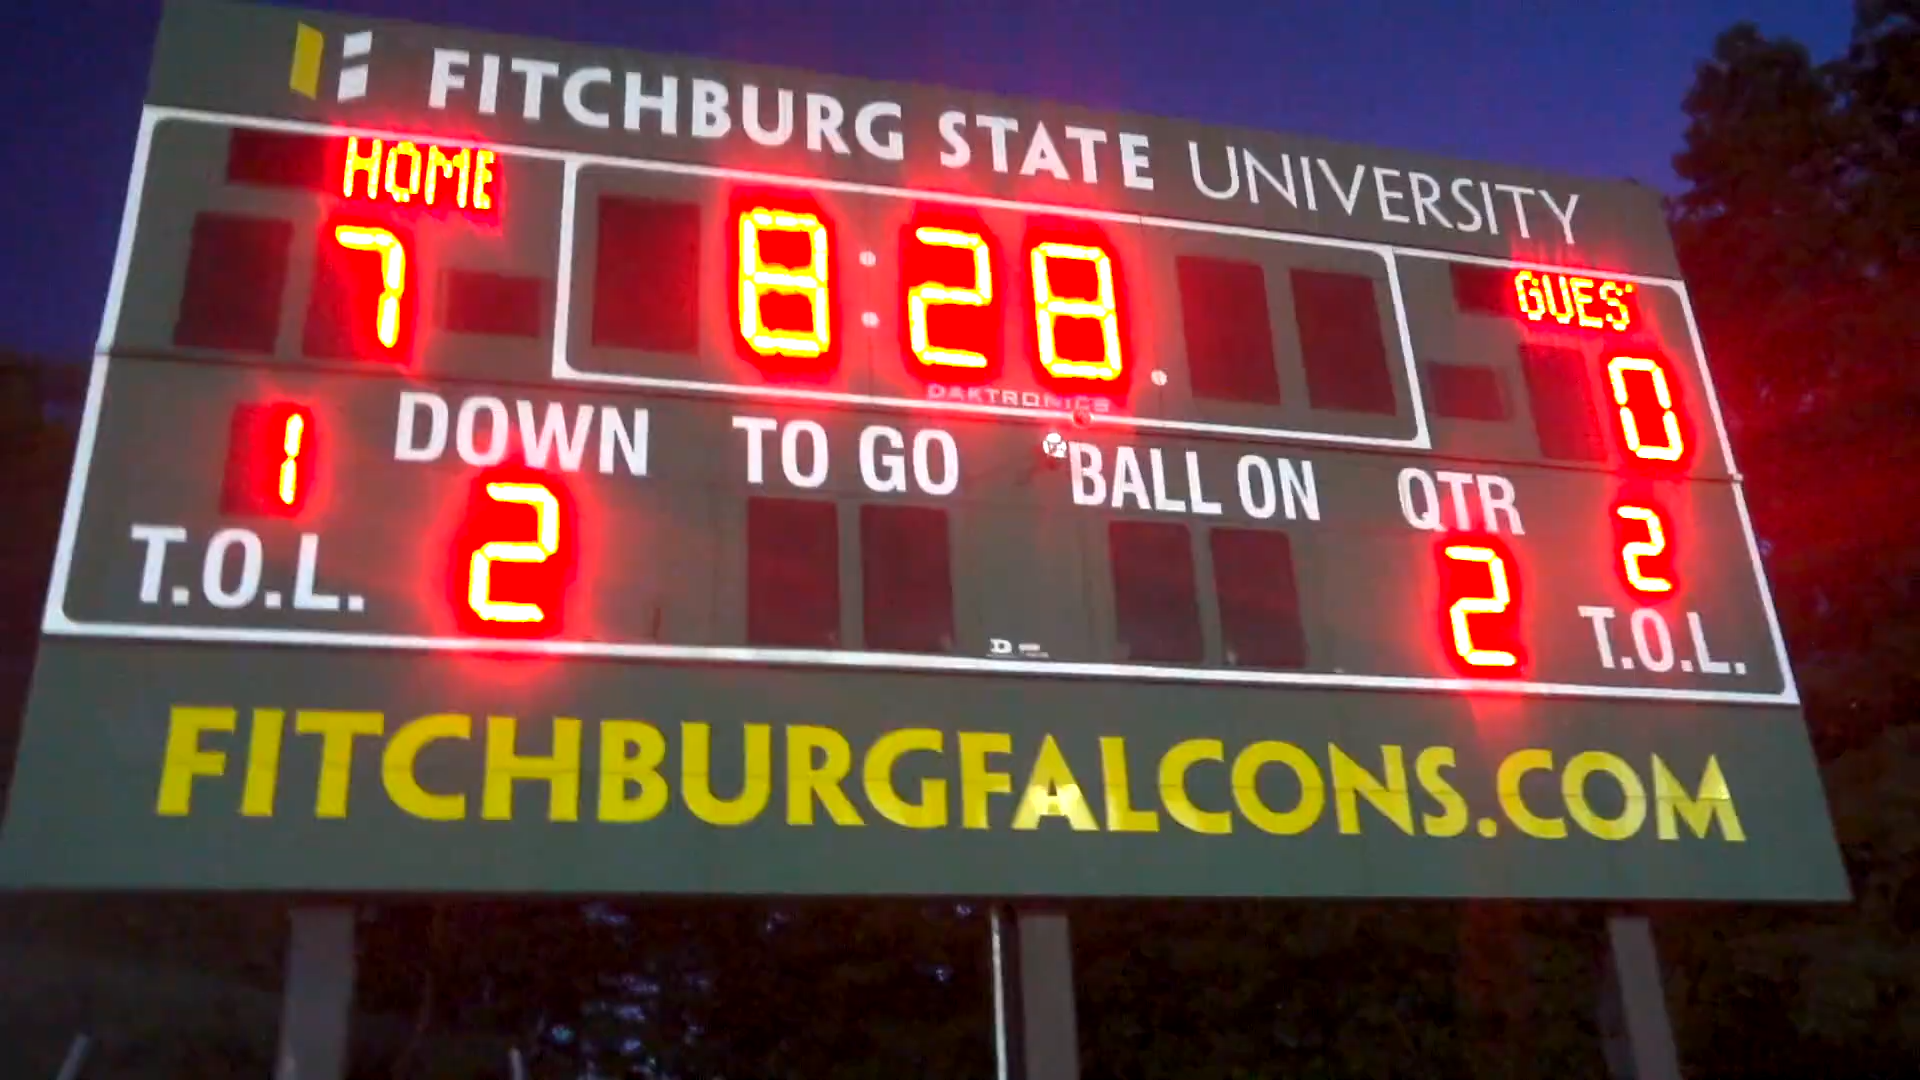 FITCHBURG STATE UNIVERSITY
HOME
7
8:28
GUES
0
DAKTRONICS
1 DOWN TO GO BALL ON QTR
2 2 2
T.O.L. T.O.L.
FITCHBURGFALCONS.COM